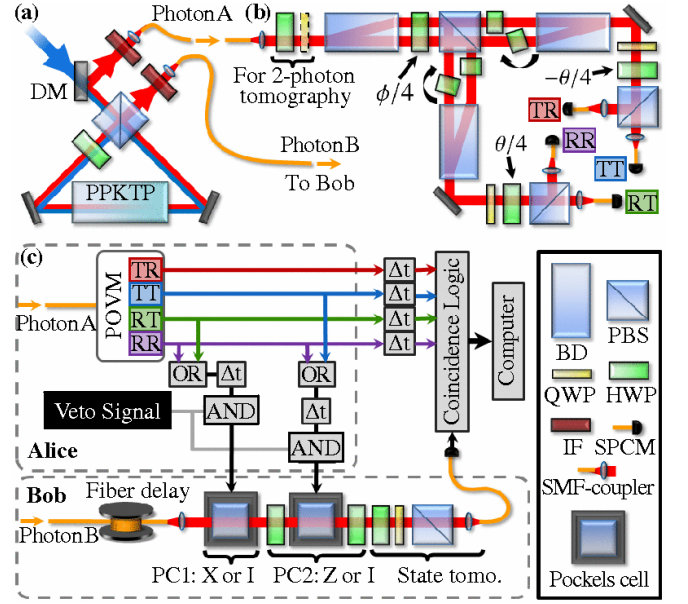 (a)
Photon A
DM
PPKTP
Photon B
To Bob
(b)
For 2-photon
tomography
ϕ/4
−θ/4
θ/4
TR
RR
TT
RT
(c)
Photon A
POVM
TR
TT
RT
RR
Δt
Δt
Δt
Δt
OR
Δt
OR
Δt
AND
AND
Veto Signal
Alice
Coincidence Logic
Computer
Bob
Fiber delay
Photon B
PC1: X or I
PC2: Z or I
State tomo.
BD
PBS
QWP
HWP
IF
SPCM
SMF-coupler
Pockels cell